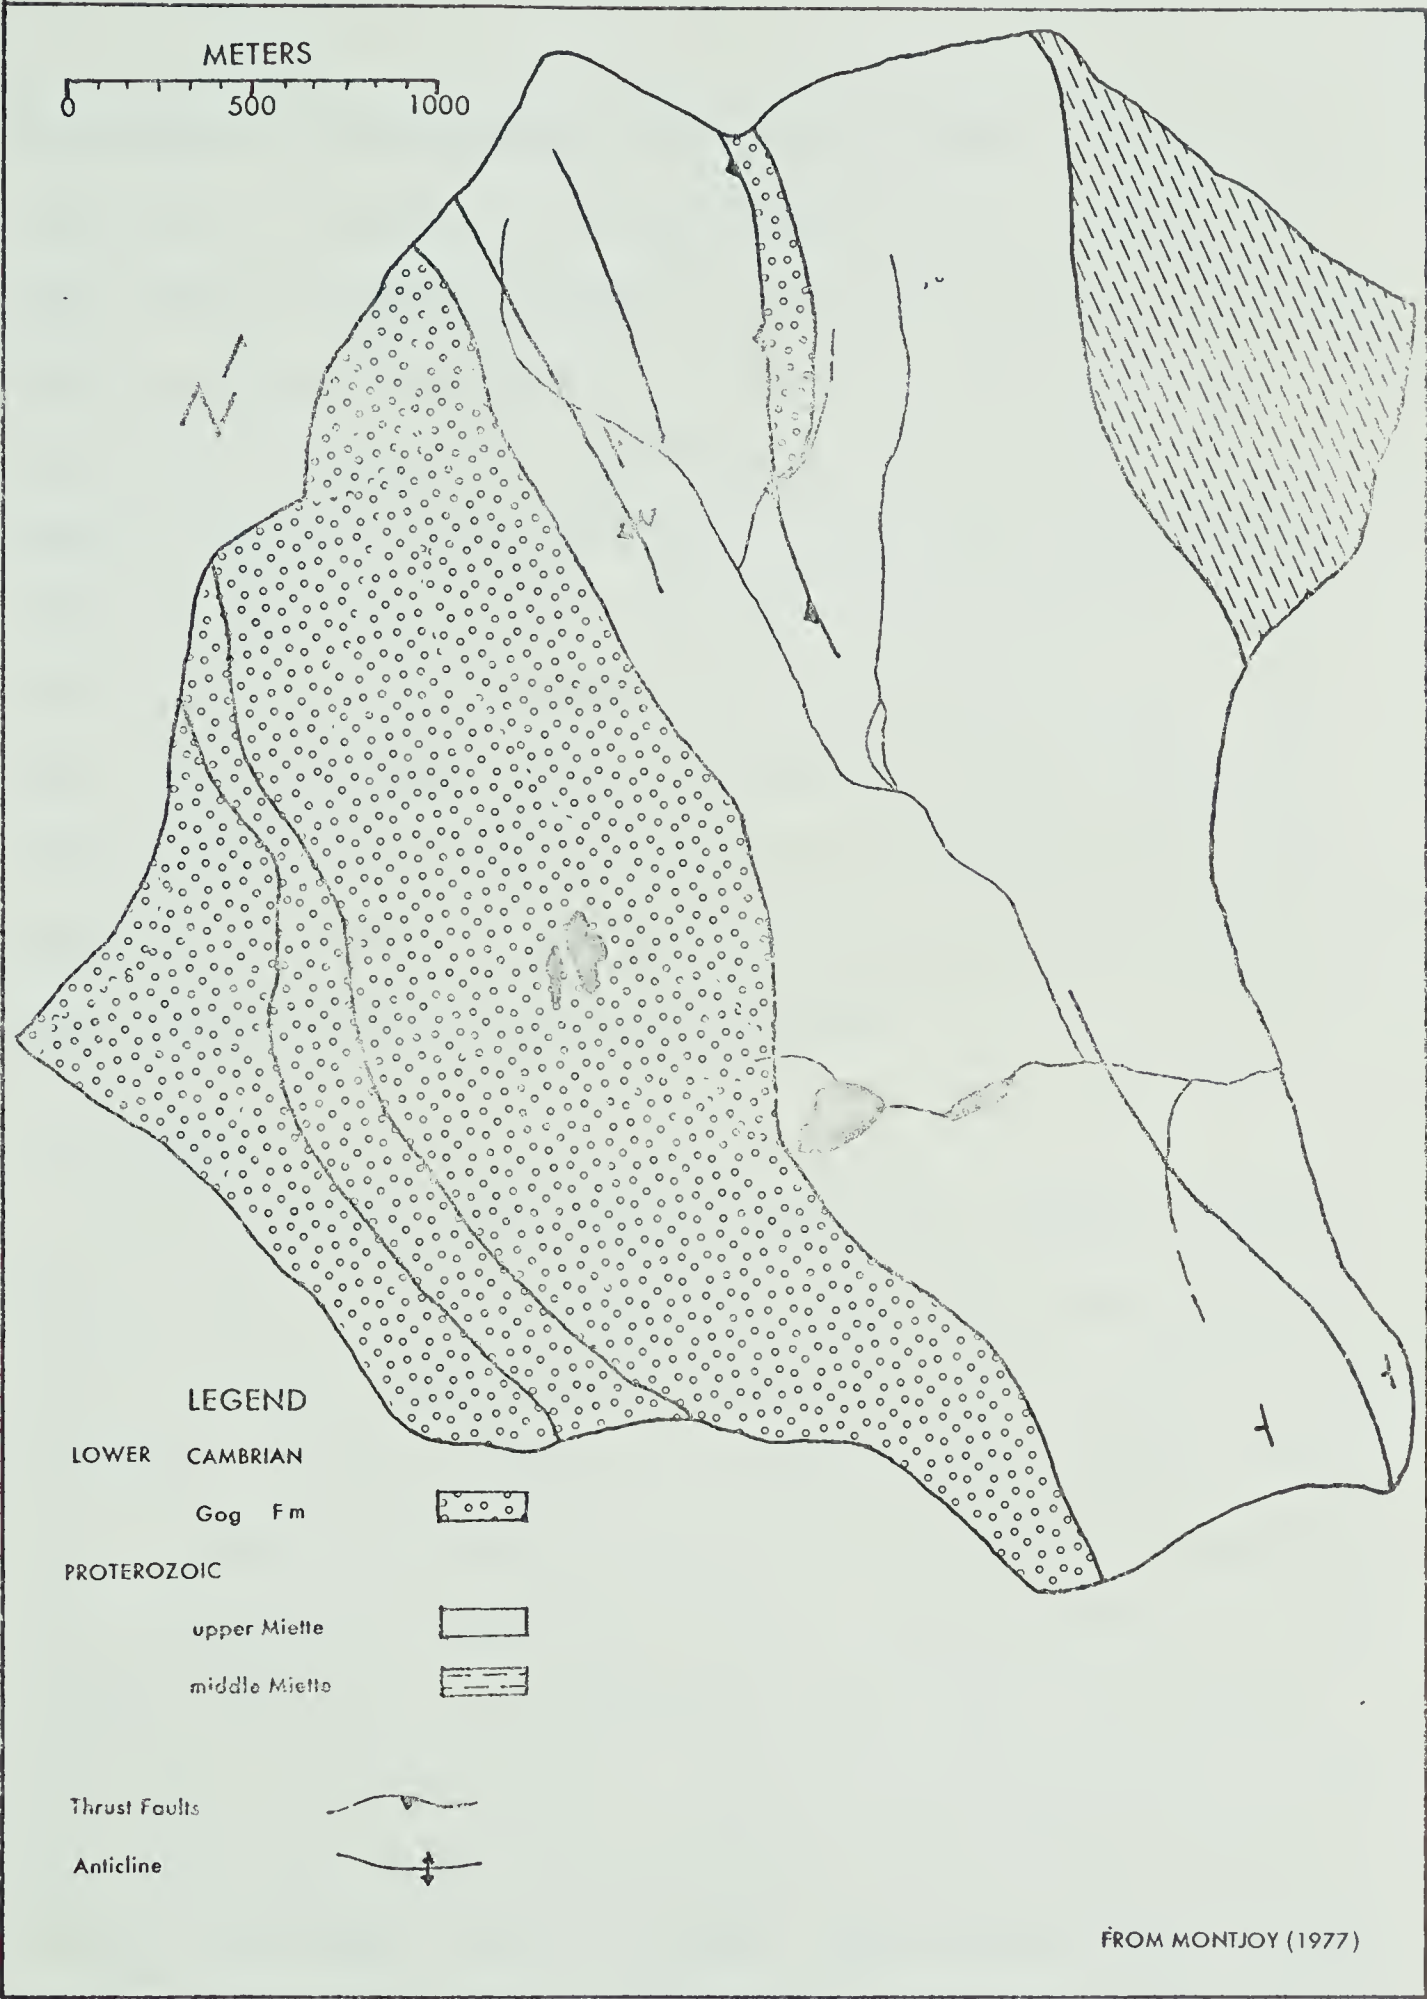 METERS
0 500 1000
N
LEGEND
LOWER CAMBRIAN
Gog Fm
PROTEROZOIC
upper Miette
middle Miette
Thrust Faults
Anticline
FROM MONTJOY (1977)